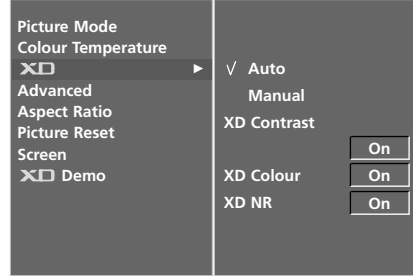 Picture Mode
Colour Temperature
XD ►
Advanced
Aspect Ratio
Picture Reset
Screen
XD Demo
√ Auto
Manual
XD Contrast
On
XD Colour On
XD NR On